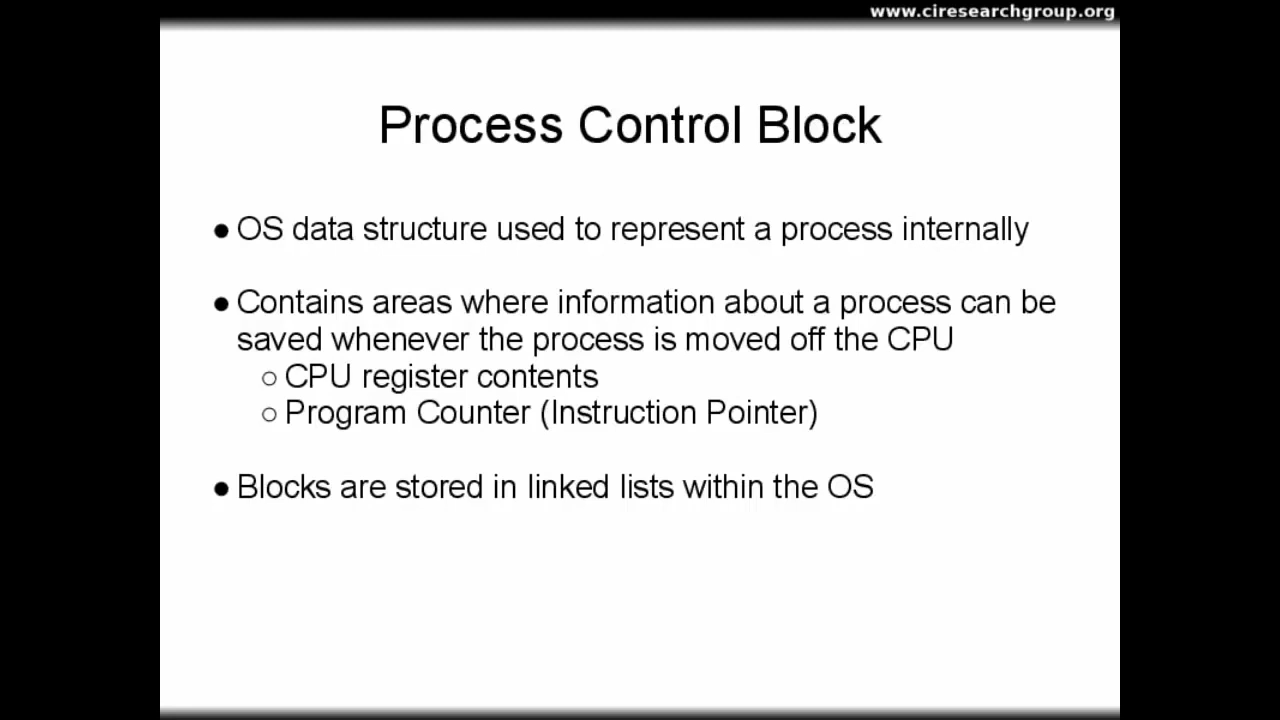 www.ciresearchgroup.org
Process Control Block
● OS data structure used to represent a process internally
● Contains areas where information about a process can be
saved whenever the process is moved off the CPU
○ CPU register contents
○ Program Counter (Instruction Pointer)
● Blocks are stored in linked lists within the OS